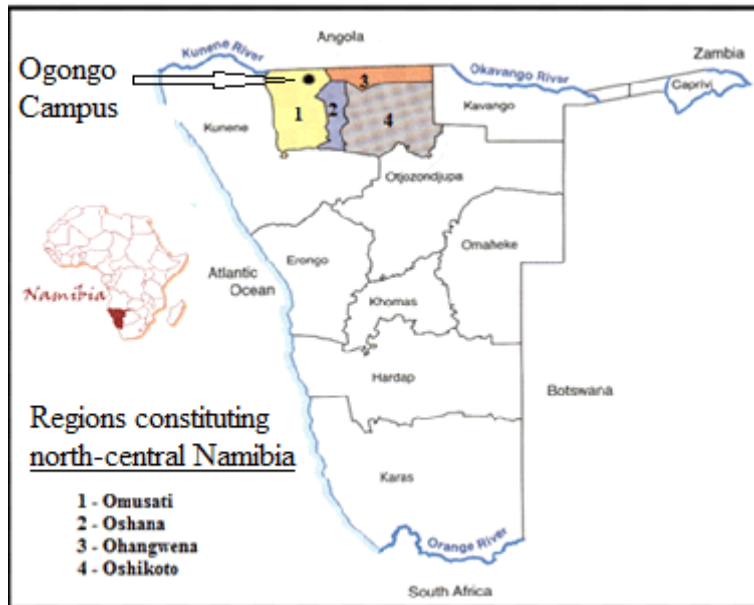 Angola
Kunene River
Zambia
Ogongo
Campus
Okavango River
Caprivi
3
Kavango
1
2
4
Kunene
Otjozondjupa
Omaheke
Erongo
Atlantic
Ocean
Namibia
Khomas
Hardap
Botswana
Regions constituting
north-central Namibia
Karas
1 - Omusati
2 - Oshana
3 - Ohangwena
4 - Oshikoto
Orange River
South Africa